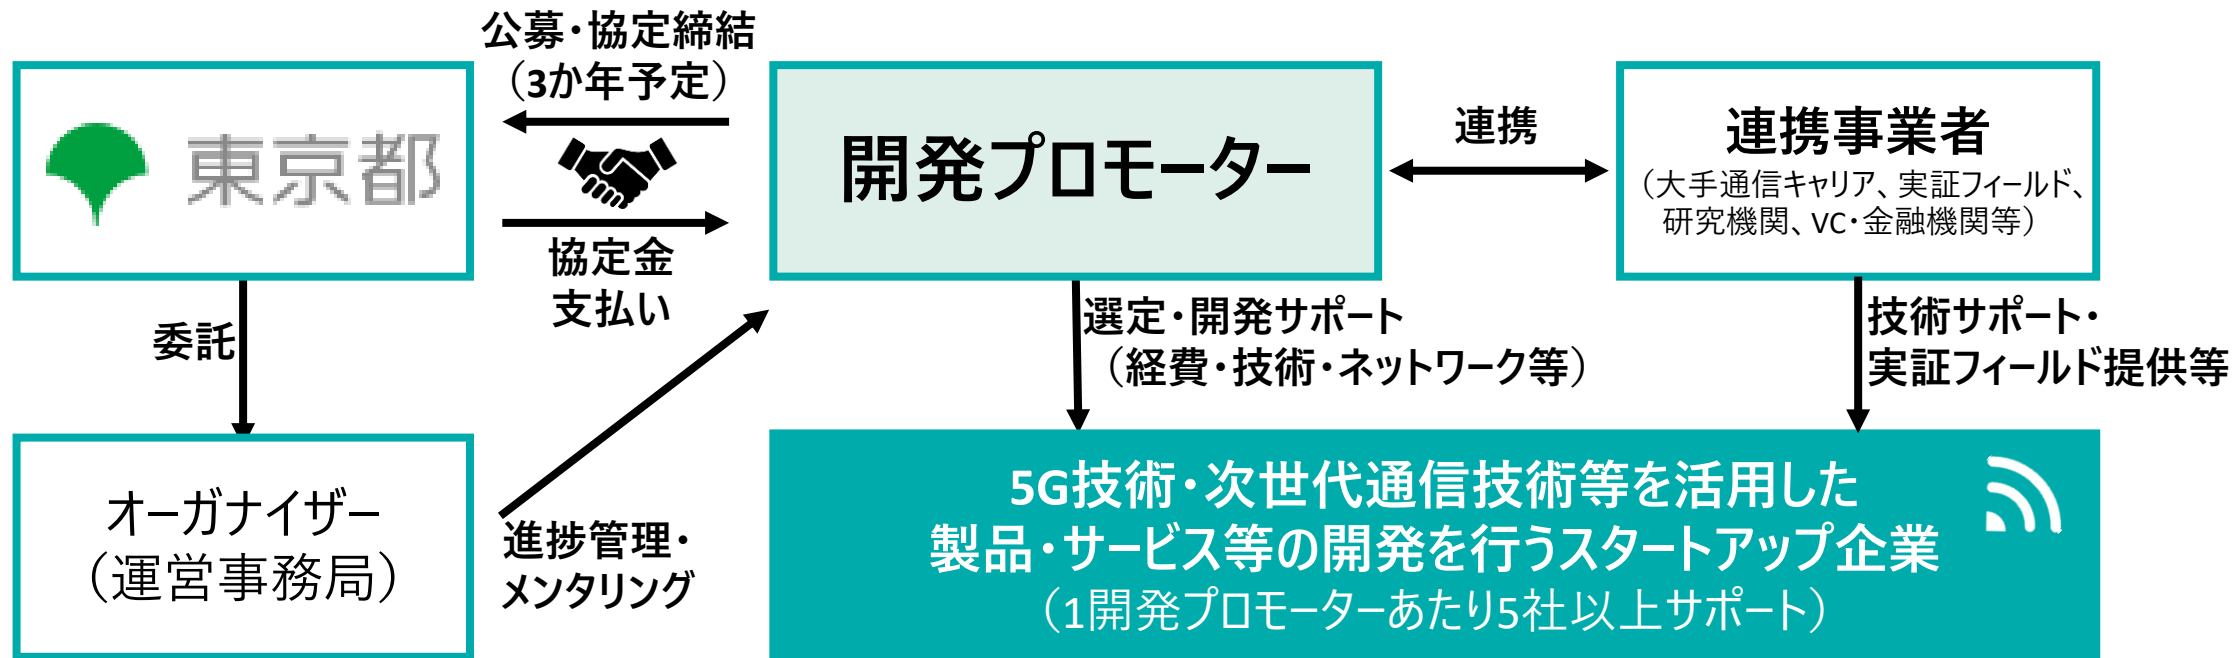 公募・協定締結
（3か年予定）
東京都
開発プロモーター
連携
連携事業者
（大手通信キャリア、実証フィールド、
研究機関、VC・金融機関等）
協定金
支払い
委託
選定・開発サポート
（経費・技術・ネットワーク等）
技術サポート・
実証フィールド提供等
オーガナイザー
（運営事務局）
進捗管理・
メンタリング
5G技術・次世代通信技術等を活用した
製品・サービス等の開発を行うスタートアップ企業
（1開発プロモーターあたり5社以上サポート）